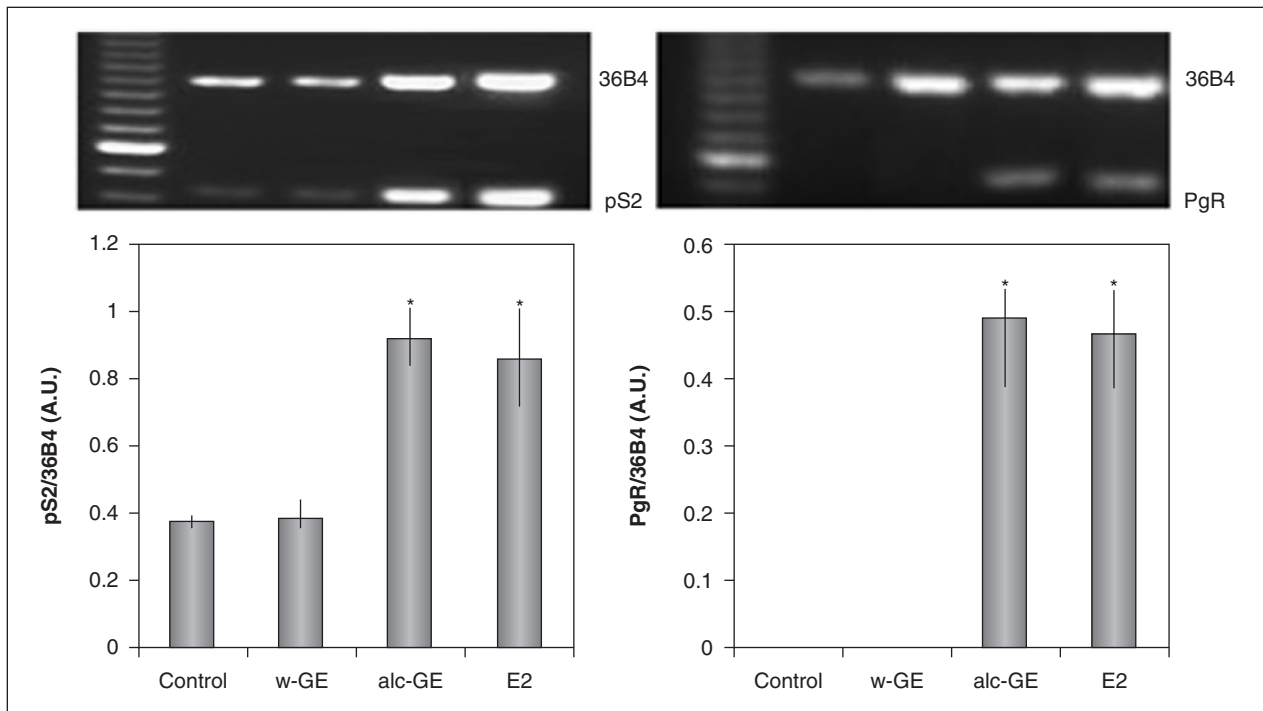 36B4
pS2
36B4
PgR
1.2
1
0.8
0.6
0.4
0.2
0
pS2/36B4 (A.U.)
* *
Control w-GE alc-GE E2
0.6
0.5
0.4
0.3
0.2
0.1
0
PgR/36B4 (A.U.)
* *
Control w-GE alc-GE E2